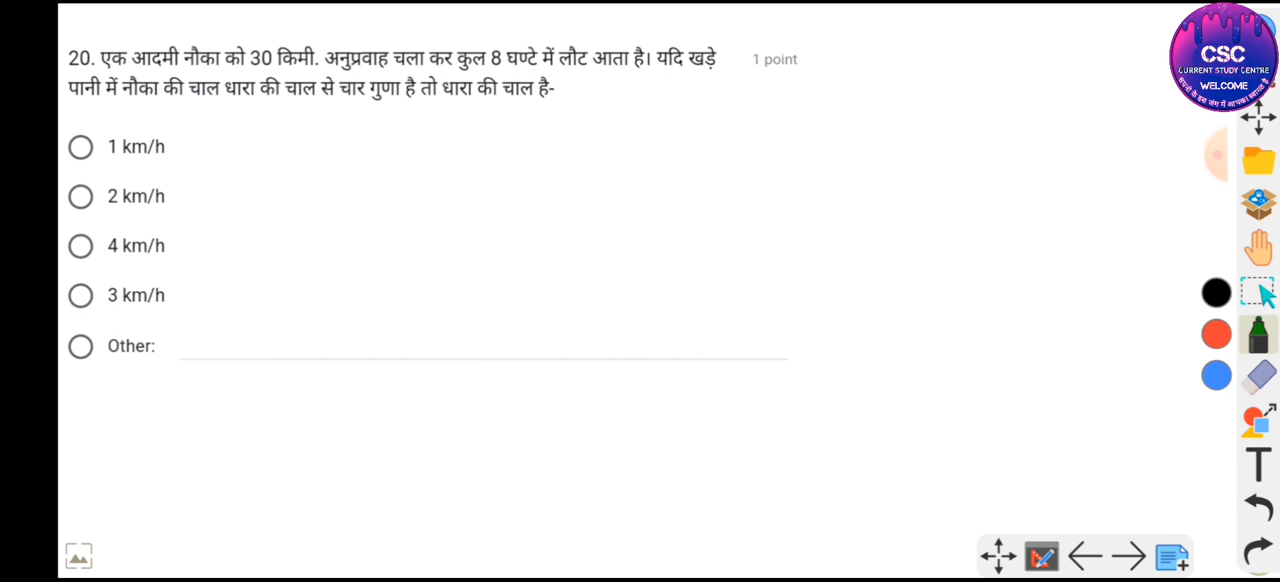 20. एक आदमी नौका को 30 किमी. अनुप्रवाह चला कर कुल 8 घण्टे में लौट आता है। यदि खड़े
1 point
पानी में नौका की चाल धारा की चाल से चार गुणा है तो धारा की चाल है-
1 km/h
2 km/h
4 km/h
3 km/h
Other:
CSC
CURRENT STUDY CENTRE
WELCOME
T